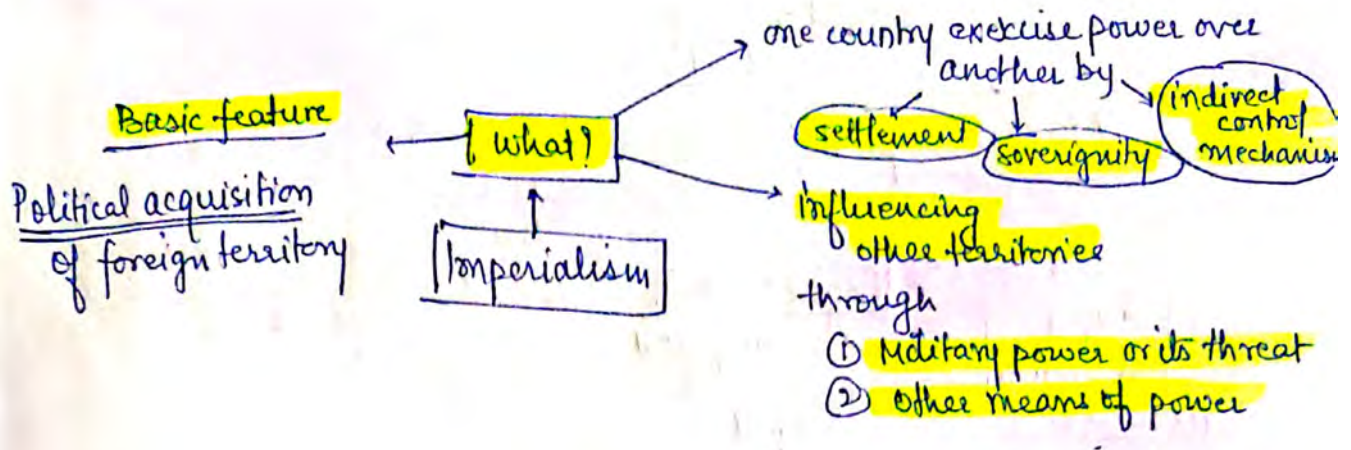 Basic feature
Political acquisition
of foreign territory
What?
Imperialism
one country exercise power over
another by
settlement
soverignity
indirect
control
mechanism
influencing
other territories
through
① Military power or its threat
② other means of power